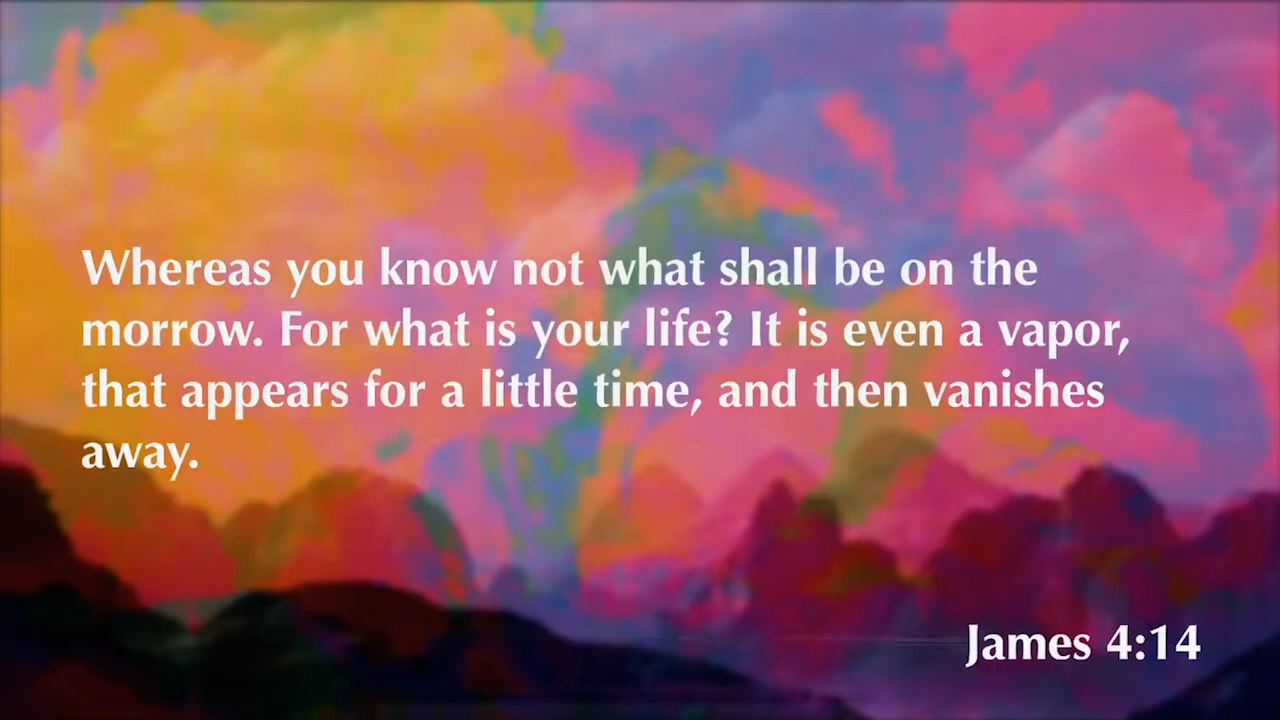 Whereas you know not what shall be on the
morrow. For what is your life? It is even a vapor,
that appears for a little time, and then vanishes
away.
James 4:14